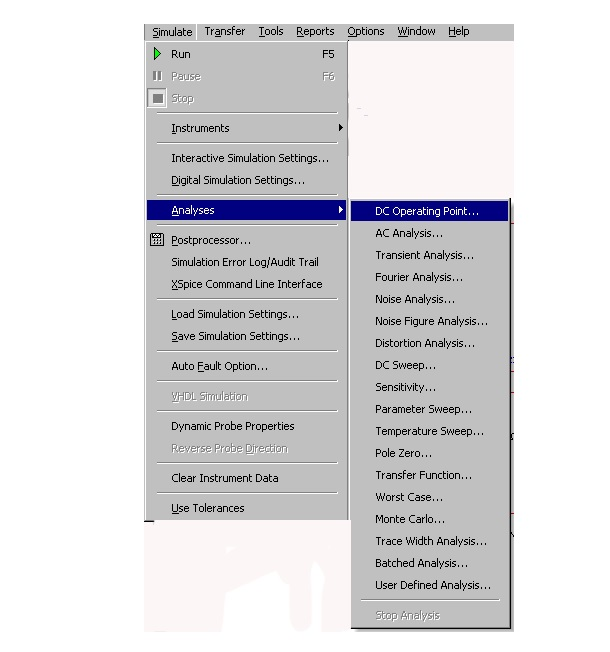 Simulate Transfer Tools Reports Options Window Help
Run F5
Pause F6
Stop
Instruments
Interactive Simulation Settings...
Digital Simulation Settings...
Analyses
Postprocessor...
Simulation Error Log/Audit Trail
XSpice Command Line Interface
Load Simulation Settings...
Save Simulation Settings...
Auto Fault Option...
VHDL Simulation
Dynamic Probe Properties
Reverse Probe Direction
Clear Instrument Data
Use Tolerances
DC Operating Point...
AC Analysis...
Transient Analysis...
Fourier Analysis...
Noise Analysis...
Noise Figure Analysis...
Distortion Analysis...
DC Sweep...
Sensitivity...
Parameter Sweep...
Temperature Sweep...
Pole Zero...
Transfer Function...
Worst Case...
Monte Carlo...
Trace Width Analysis...
Batched Analysis...
User Defined Analysis...
Stop Analysis